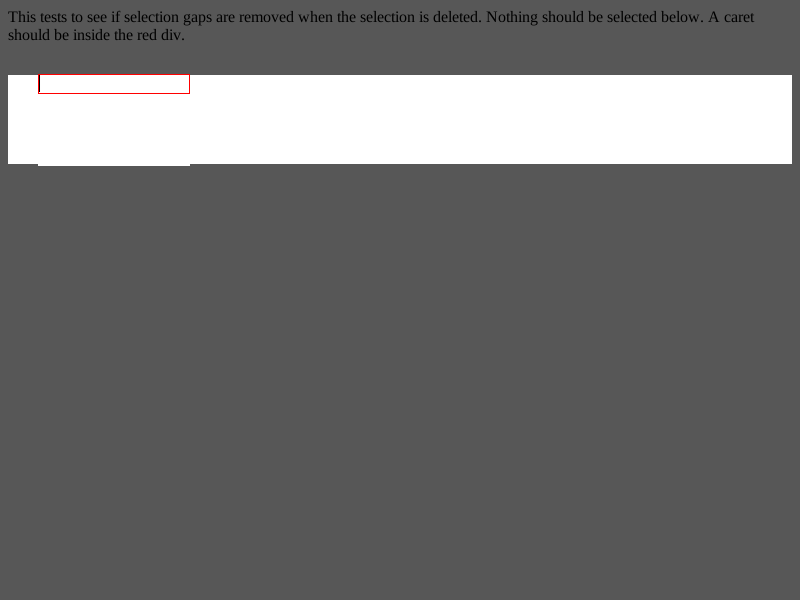 This tests to see if selection gaps are removed when the selection is deleted. Nothing should be selected below. A caret
should be inside the red div.